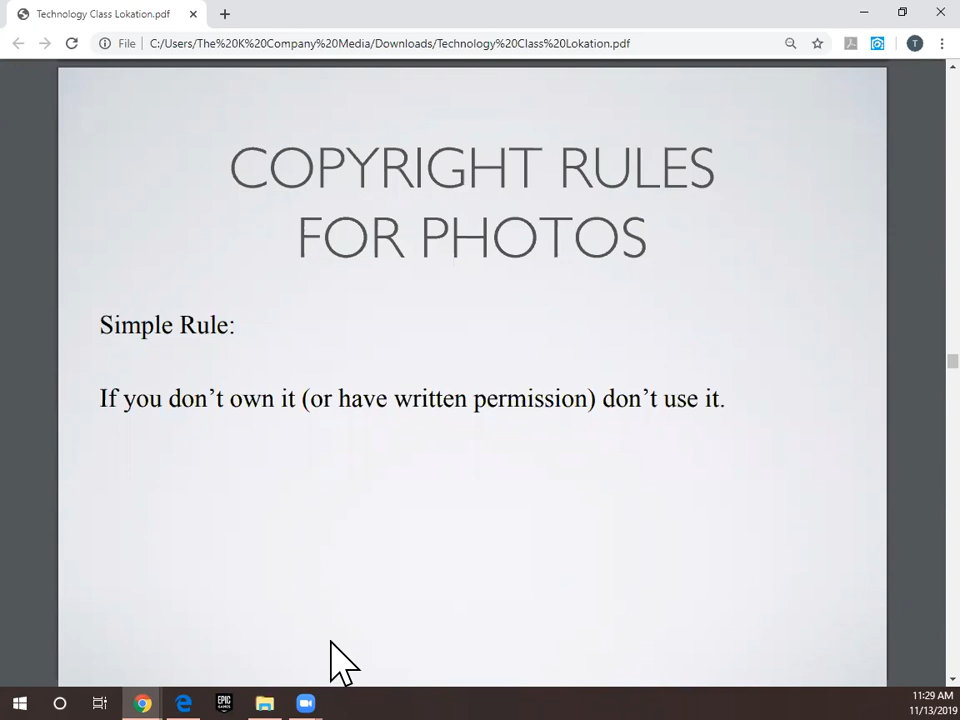 Technology Class Lokation.pdf
File
C:/Users/The%20K%20Company%20Media/Downloads/Technology%20Class%20Lokation.pdf
T
COPYRIGHT RULES
FOR PHOTOS
Simple Rule:
If you don’t own it (or have written permission) don’t use it.
EPIC
GAMES
11:29 AM
11/13/2019